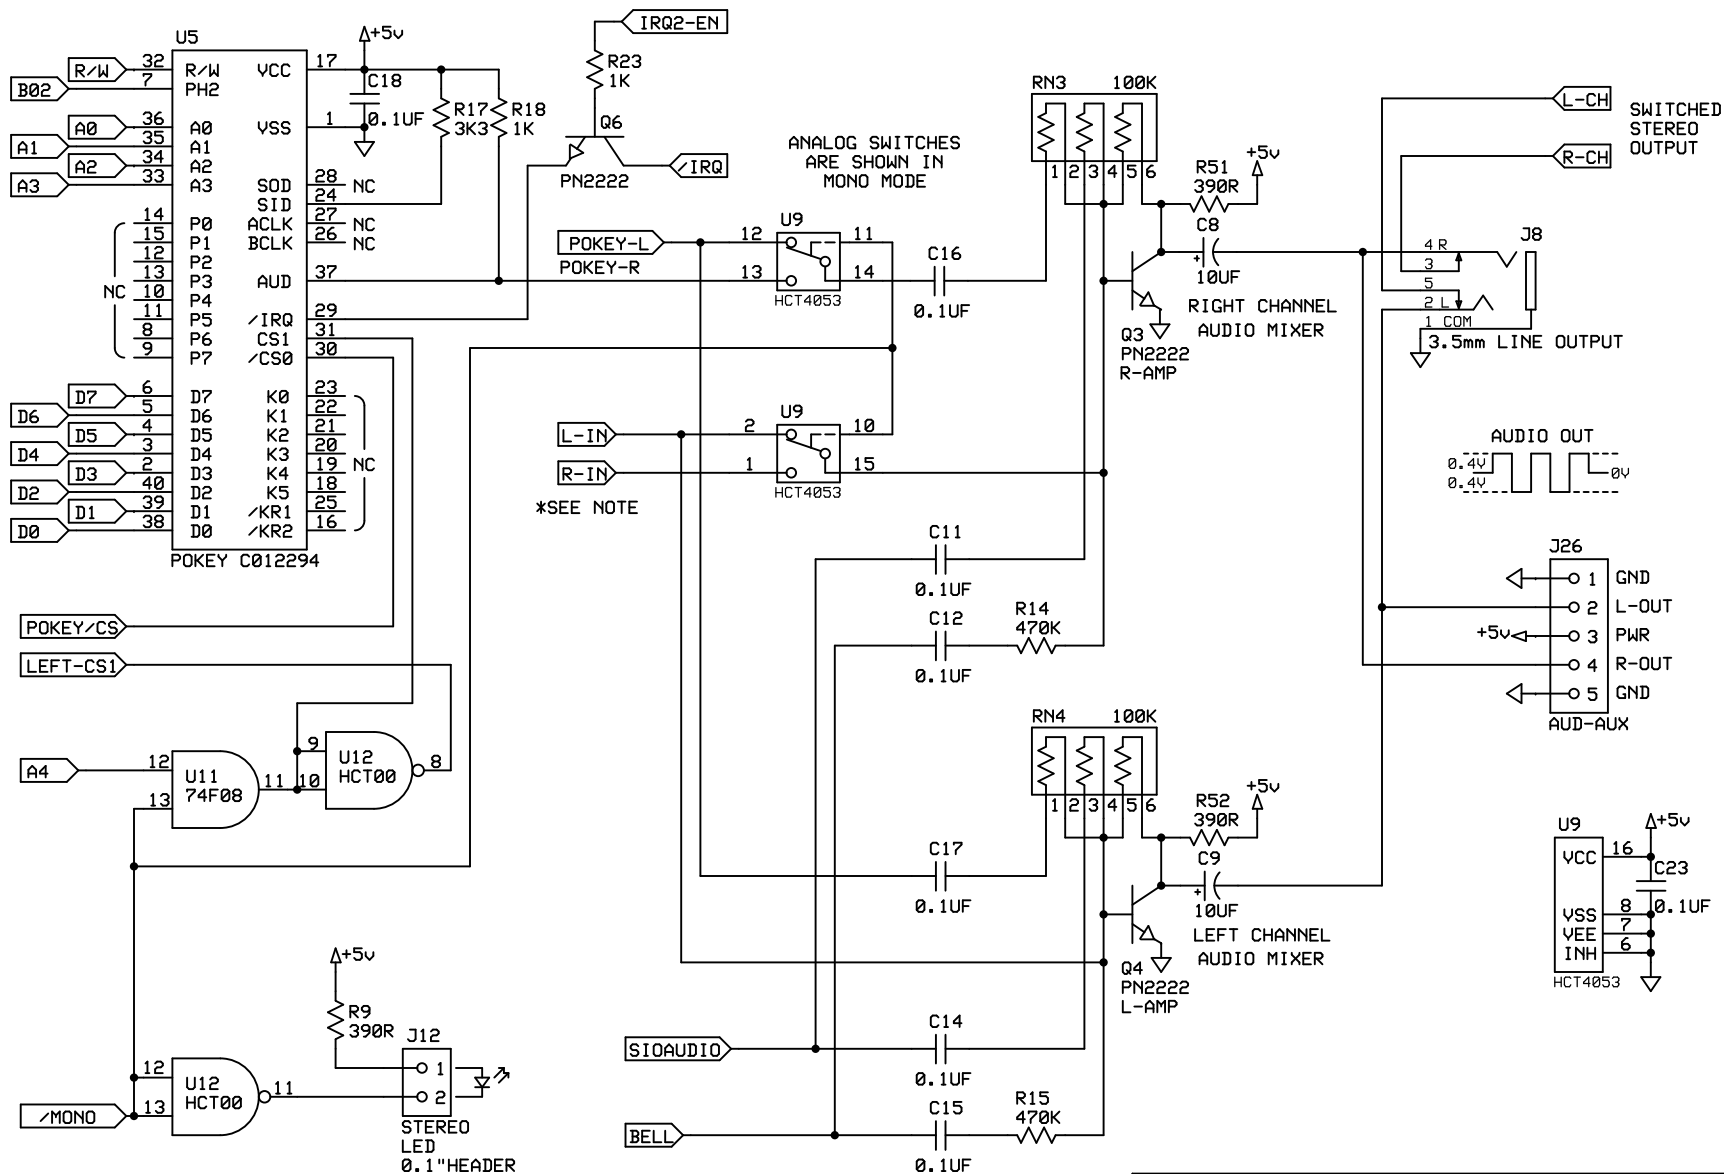 IRQ2-EN
U5
+5v
R/W
32
R/W
VCC
17
B02
7
PH2
C18
0.1UF
R17
3K3
R18
1K
R23
1K
A0
36
A0
VSS
1
A1
35
A1
A2
34
A2
A3
33
A3
SOD
28
NC
SID
24
ACLK
27
NC
BCLK
26
NC
Q6
PN2222
/IRQ
14
P0
15
P1
12
P2
13
P3
AUD
37
NC
10
P4
11
P5
/IRQ
29
8
P6
CS1
31
9
P7
/CS0
30
D7
6
D7
K0
23
D6
5
D6
K1
22
D5
4
D5
K2
21
D4
3
D4
K3
20
D3
2
D3
K4
19
NC
D2
40
D2
K5
18
D1
39
D1
/KR1
25
D0
38
D0
/KR2
16
POKEY C012294
POKEY/CS
LEFT-CS1
A4
12
13
U11
74F08
11
9
10
U12
HCT00
8
+5v
R9
390R
J12
1
2
STEREO
LED
0.1"HEADER
/MONO
12
13
U12
HCT00
11
ANALOG SWITCHES
ARE SHOWN IN
MONO MODE
POKEY-L
POKEY-R
U9
12
11
13
14
HCT4053
C16
0.1UF
L-IN
R-IN
*SEE NOTE
U9
2
10
1
15
HCT4053
C11
0.1UF
C12
0.1UF
R14
470K
RN3
100K
1 2 3 4 5 6
R51
390R
+5v
C8
+
10UF
RIGHT CHANNEL
AUDIO MIXER
Q3
PN2222
R-AMP
L-CH
R-CH
SWITCHED
STEREO
OUTPUT
J8
4 R
3
5
2 L
1 COM
3.5mm LINE OUTPUT
AUDIO OUT
0.4V
0.4V
0V
J26
1 GND
2 L-OUT
+5v
3 PWR
4 R-OUT
5 GND
AUD-AUX
RN4
100K
1 2 3 4 5 6
R52
390R
+5v
C9
+
10UF
LEFT CHANNEL
AUDIO MIXER
Q4
PN2222
L-AMP
C17
0.1UF
SIOAUDIO
C14
0.1UF
BELL
C15
0.1UF
R15
470K
U9
+5v
VCC
16
C23
0.1UF
VSS
8
VEE
7
INH
6
HCT4053